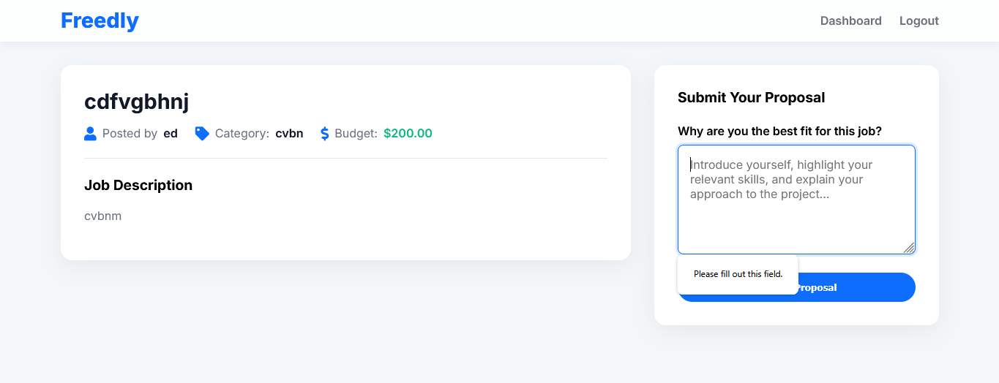 Freedly
Dashboard
Logout
cdfvgbhnj
Posted by ed Category: cvbn Budget: $200.00
Job Description
cvbnm
Submit Your Proposal
Why are you the best fit for this job?
Introduce yourself, highlight your
relevant skills, and explain your
approach to the project...
Please fill out this field.
Proposal